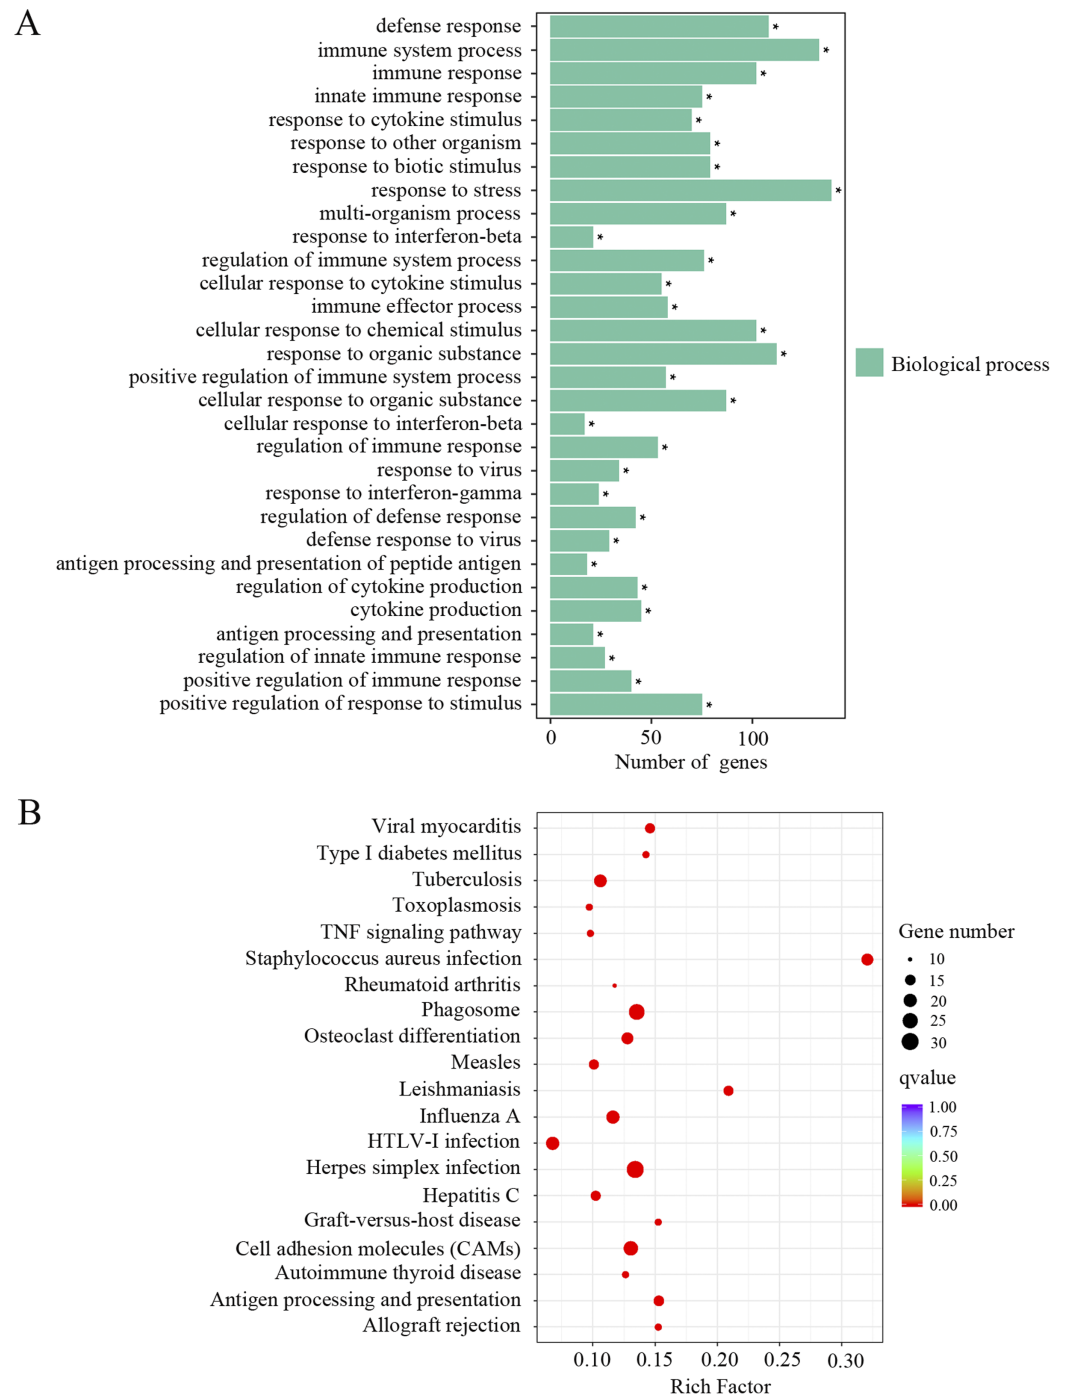 A
defense response
immune system process
immune response
innate immune response
response to cytokine stimulus
response to other organism
response to biotic stimulus
response to stress
multi-organism process
response to interferon-beta
regulation of immune system process
cellular response to cytokine stimulus
immune effector process
cellular response to chemical stimulus
response to organic substance
positive regulation of immune system process
cellular response to organic substance
cellular response to interferon-beta
regulation of immune response
response to virus
response to interferon-gamma
regulation of defense response
defense response to virus
antigen processing and presentation of peptide antigen
regulation of cytokine production
cytokine production
antigen processing and presentation
regulation of innate immune response
positive regulation of immune response
positive regulation of response to stimulus
* * * * * * * * * * * * * * * * * * * * * * * * * * * * * *
0 50 100
Number of genes
Biological process
B
Viral myocarditis
Type I diabetes mellitus
Tuberculosis
Toxoplasmosis
TNF signaling pathway
Staphylococcus aureus infection
Rheumatoid arthritis
Phagosome
Osteoclast differentiation
Measles
Leishmaniasis
Influenza A
HTLV-I infection
Herpes simplex infection
Hepatitis C
Graft-versus-host disease
Cell adhesion molecules (CAMs)
Autoimmune thyroid disease
Antigen processing and presentation
Allograft rejection
0.10 0.15 0.20 0.25 0.30
Rich Factor
Gene number
10
15
20
25
30
qvalue
1.00
0.75
0.50
0.25
0.00